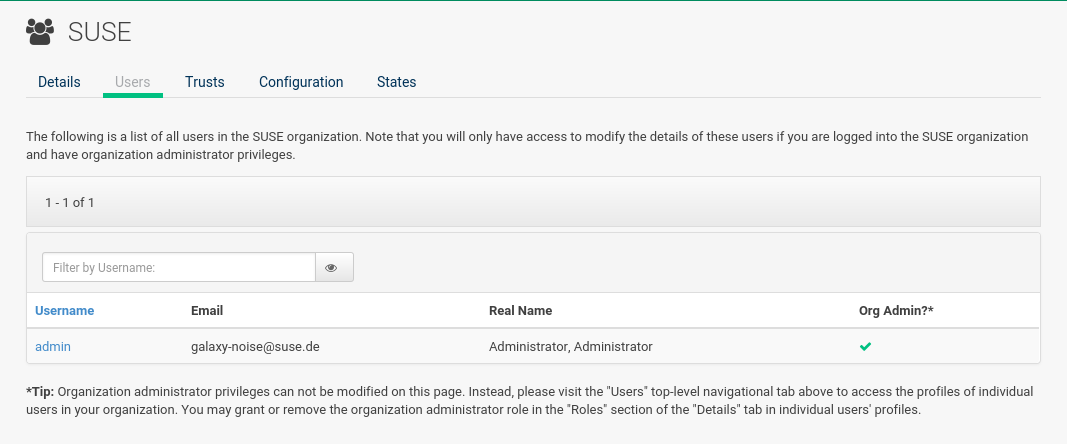 SUSE
Details Users Trusts Configuration States
The following is a list of all users in the SUSE organization. Note that you will only have access to modify the details of these users if you are logged into the SUSE organization
and have organization administrator privileges.
1 - 1 of 1
Filter by Username:
Username Email Real Name Org Admin?*
admin galaxy-noise@suse.de Administrator, Administrator
*Tip: Organization administrator privileges can not be modified on this page. Instead, please visit the "Users" top-level navigational tab above to access the profiles of individual
users in your organization. You may grant or remove the organization administrator role in the "Roles" section of the "Details" tab in individual users' profiles.